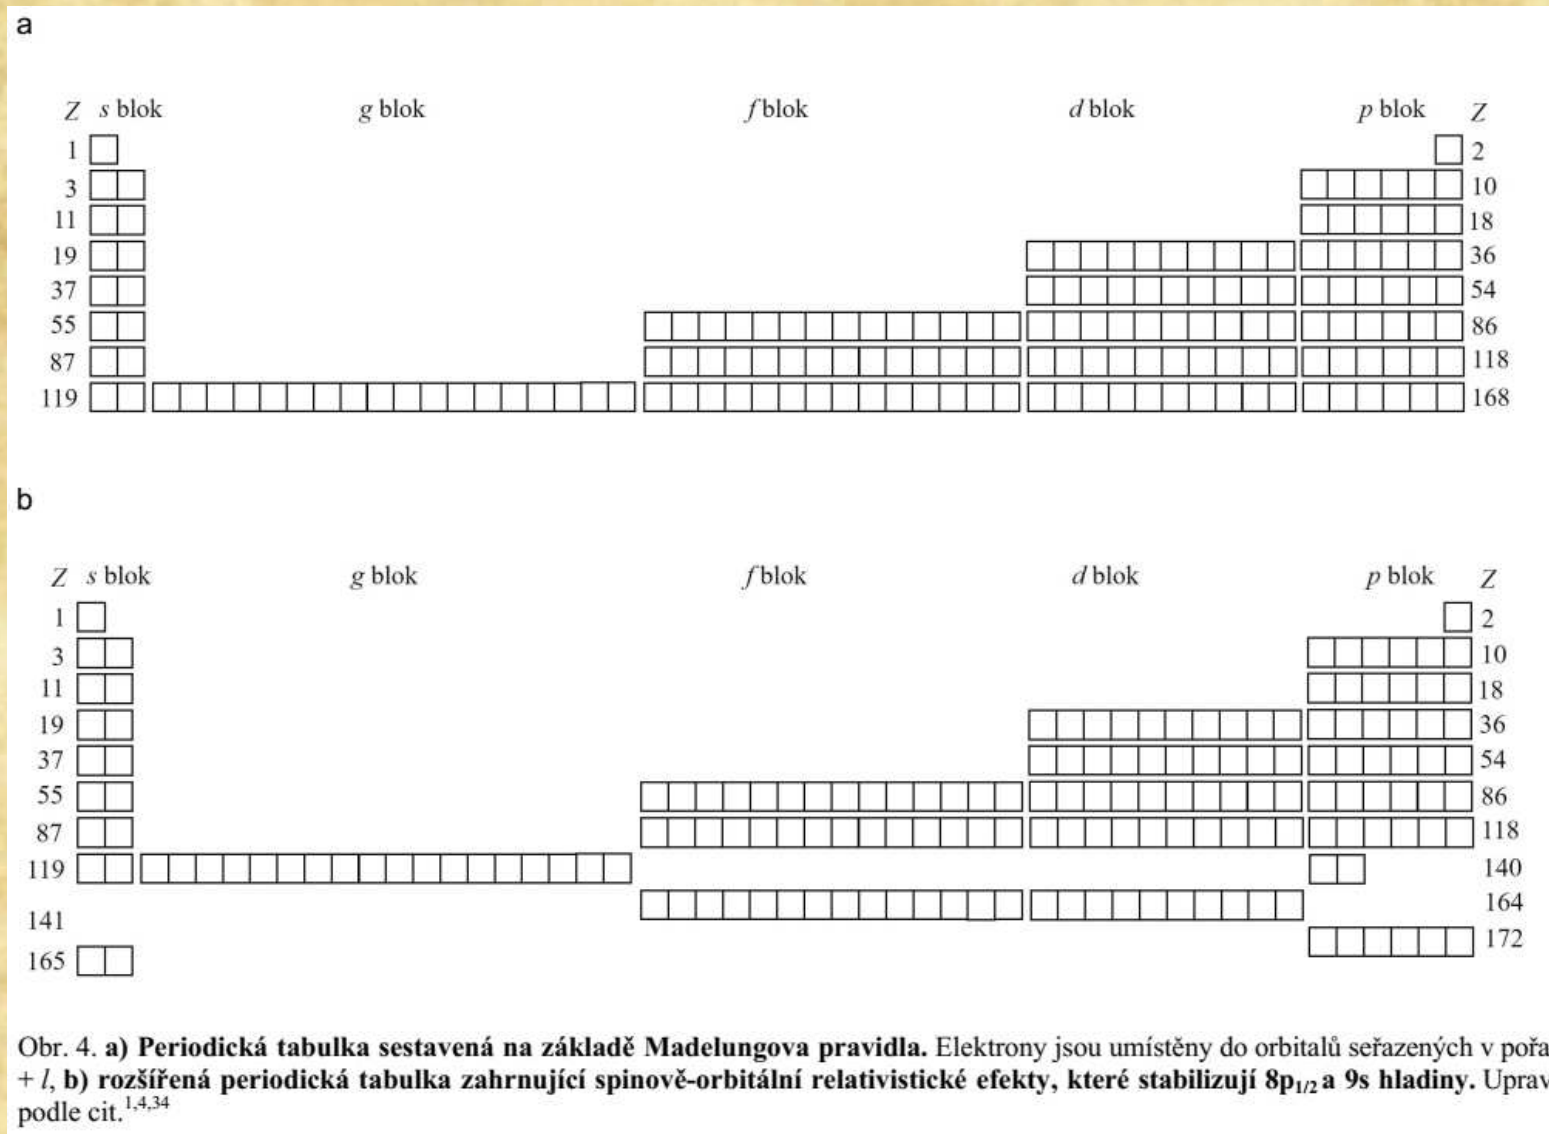 a
Z s blok g blok f blok d blok p blok Z
1 2
3 10
11 18
19 36
37 54
55 86
87 118
119 168
b
Z s blok g blok f blok d blok p blok Z
1 2
3 10
11 18
19 36
37 54
55 86
87 118
119 140
164
141
172
165
Obr. 4. a) Periodická tabulka sestavená na základě Madelungova pravidla. Elektrony jsou umístěny do orbitalů seřazených v pořa
+ l, b) rozšířená periodická tabulka zahrnující spinově-orbitální relativistické efekty, které stabilizují 8p1/2 a 9s hladiny. Uprav
podle cit.1,4,34